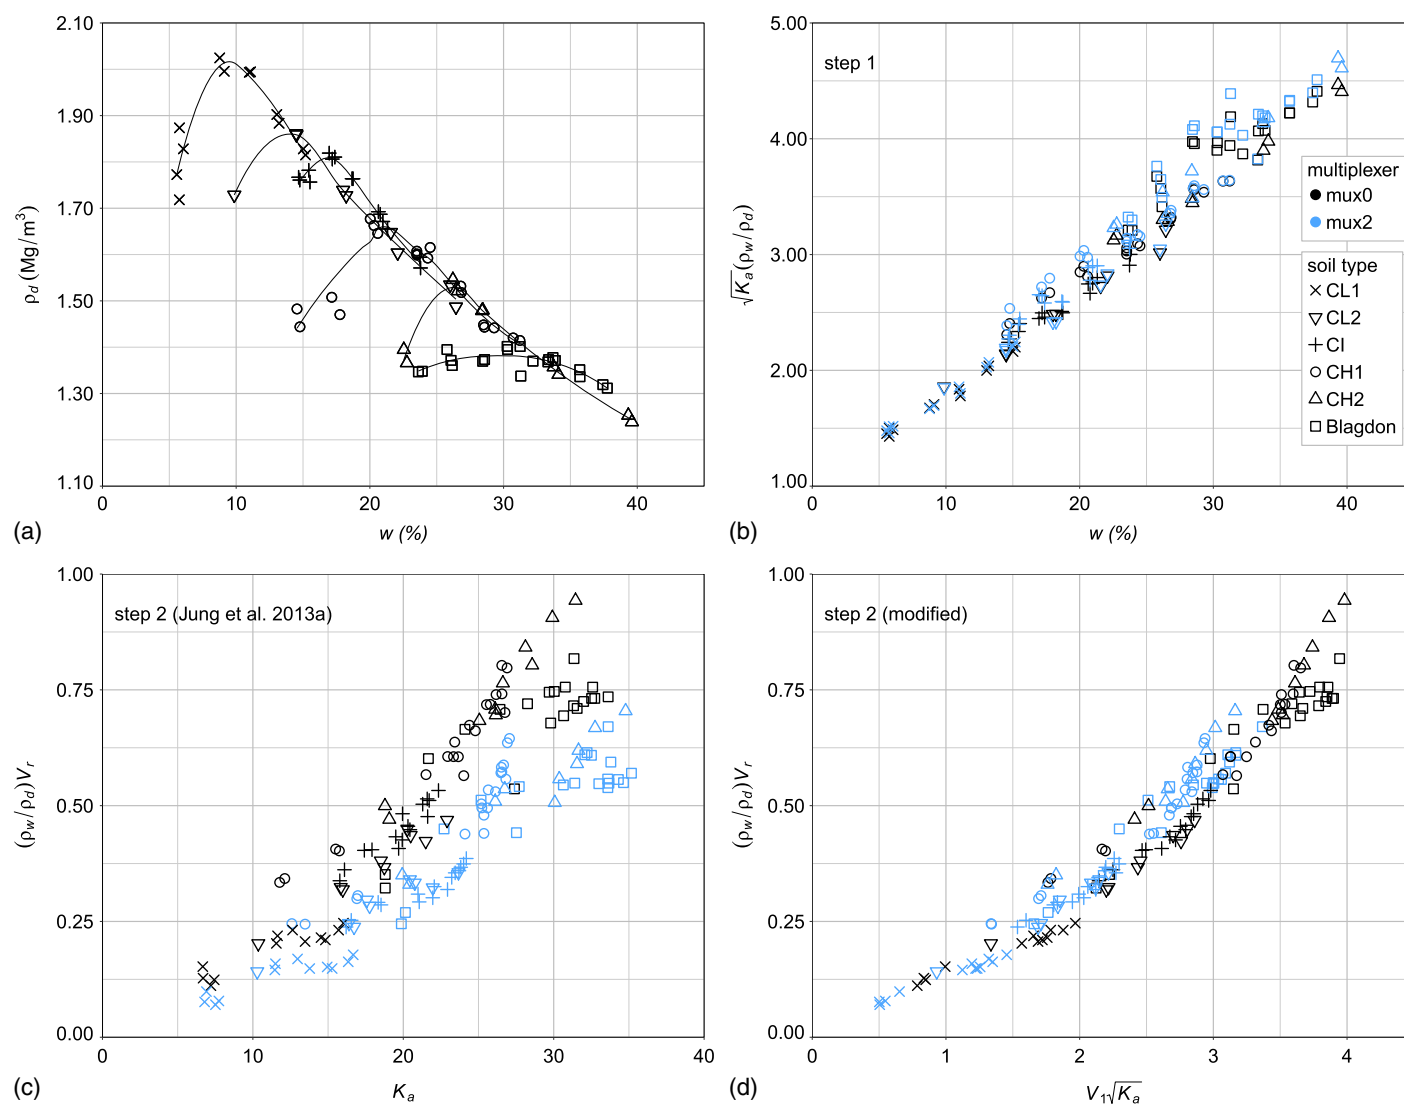 2.10
1.90
1.70
1.50
1.30
1.10
ρd (Mg/m³)
0
10
20
30
40
w (%)
(a)
5.00
4.00
3.00
2.00
1.00
√Ka(ρw/ρd)
step 1
multiplexer
mux0
mux2
soil type
CL1
CL2
CI
CH1
CH2
Blagdon
0
10
20
30
40
w (%)
(b)
1.00
0.75
0.50
0.25
0.00
(ρw/ρd)Vr
step 2 (Jung et al. 2013a)
0
10
20
30
40
Ka
(c)
1.00
0.75
0.50
0.25
0.00
(ρw/ρd)Vr
step 2 (modified)
0
1
2
3
4
V1√Ka
(d)